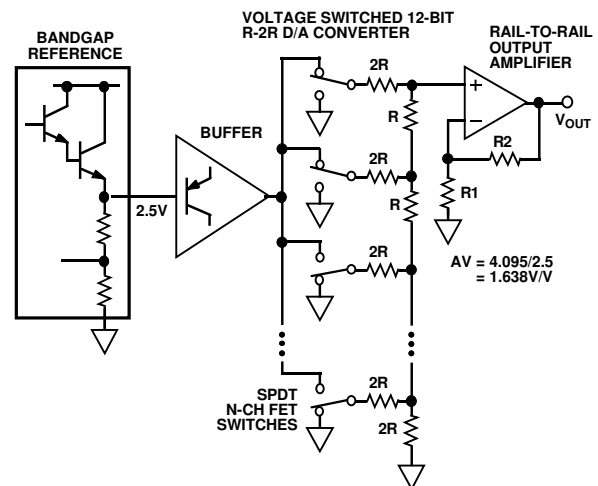 VOLTAGE SWITCHED 12-BIT
R-2R D/A CONVERTER
BANDGAP
REFERENCE
RAIL-TO-RAIL
OUTPUT
AMPLIFIER
2R
+
–
VOUT
BUFFER
R
R2
2R
R1
2.5V
R
AV = 4.095/2.5
= 1.638V/V
2R
SPDT
N-CH FET
SWITCHES
2R
2R